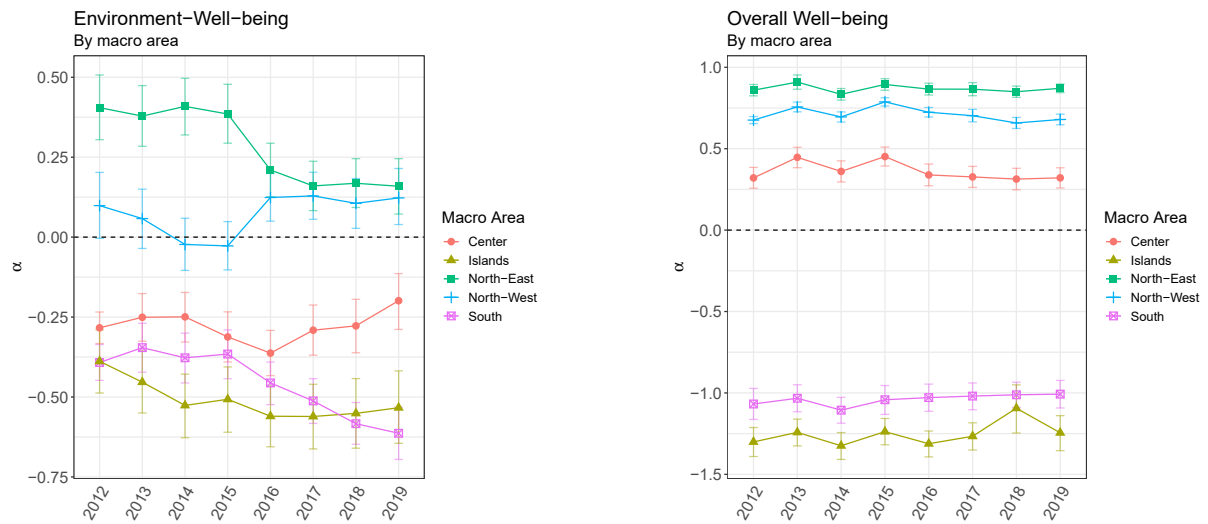 Environment−Well−being
By macro area
0.50
0.25
0.00
−0.25
−0.50
−0.75
α
2012
2013
2014
2015
2016
2017
2018
2019
Macro Area
Center
Islands
North−East
North−West
South
Overall Well−being
By macro area
1.0
0.5
0.0
−0.5
−1.0
−1.5
α
2012
2013
2014
2015
2016
2017
2018
2019
Macro Area
Center
Islands
North−East
North−West
South